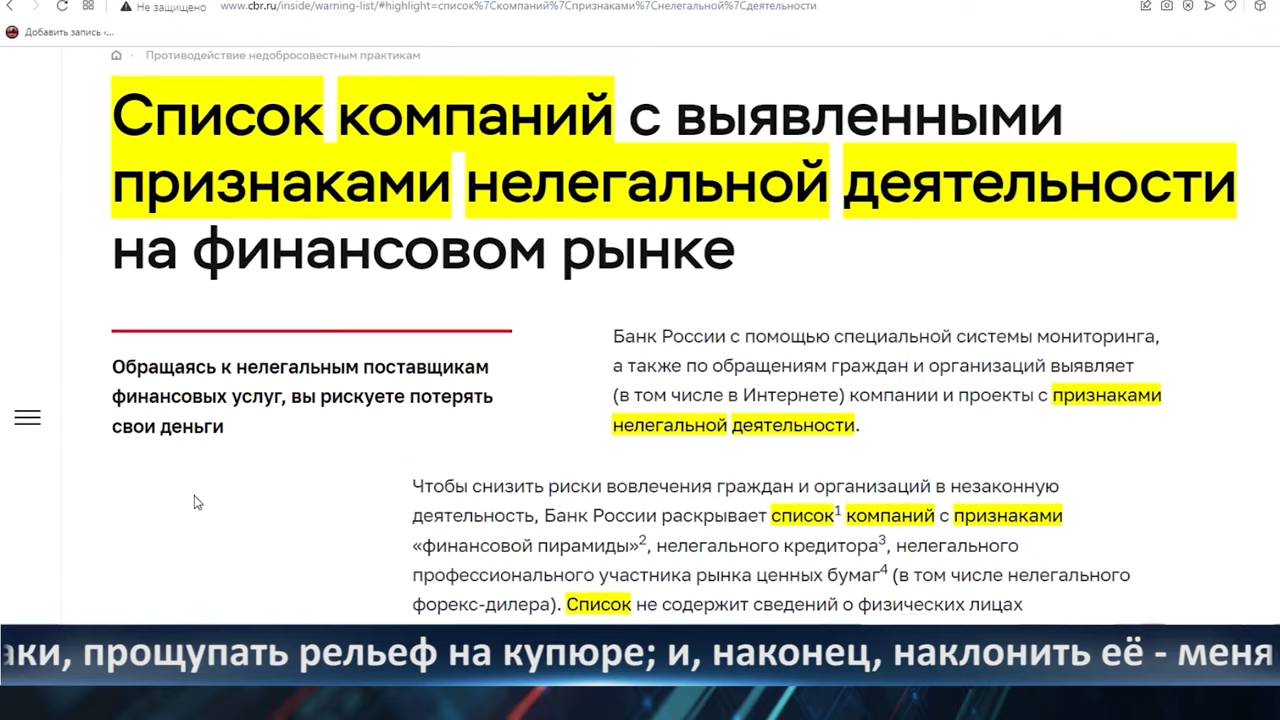 Не защищено www.cbr.ru/inside/warning-list/#highlight=список%7Cкомпаний%7Cпризнаками%7Cнелегальной%7Cдеятельности
Добавить запись ‹...
Противодействие недобросовестным практикам
Список компаний с выявленными
признаками нелегальной деятельности
на финансовом рынке
Обращаясь к нелегальным поставщикам
финансовых услуг, вы рискуете потерять
свои деньги
Банк России с помощью специальной системы мониторинга,
а также по обращениям граждан и организаций выявляет
(в том числе в Интернете) компании и проекты с признаками
нелегальной деятельности.
Чтобы снизить риски вовлечения граждан и организаций в незаконную
деятельность, Банк России раскрывает список¹ компаний с признаками
«финансовой пирамиды»², нелегального кредитора³, нелегального
профессионального участника рынка ценных бумаг⁴ (в том числе нелегального
форекс-дилера). Список не содержит сведений о физических лицах
аки, прощупать рельеф на купюре; и, наконец, наклонить её - меня